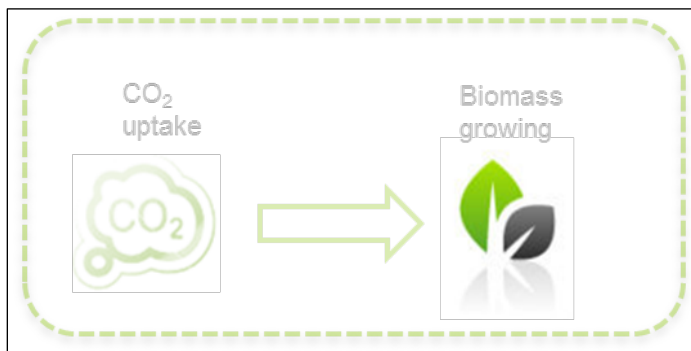 CO₂
uptake
Biomass
growing
CO₂